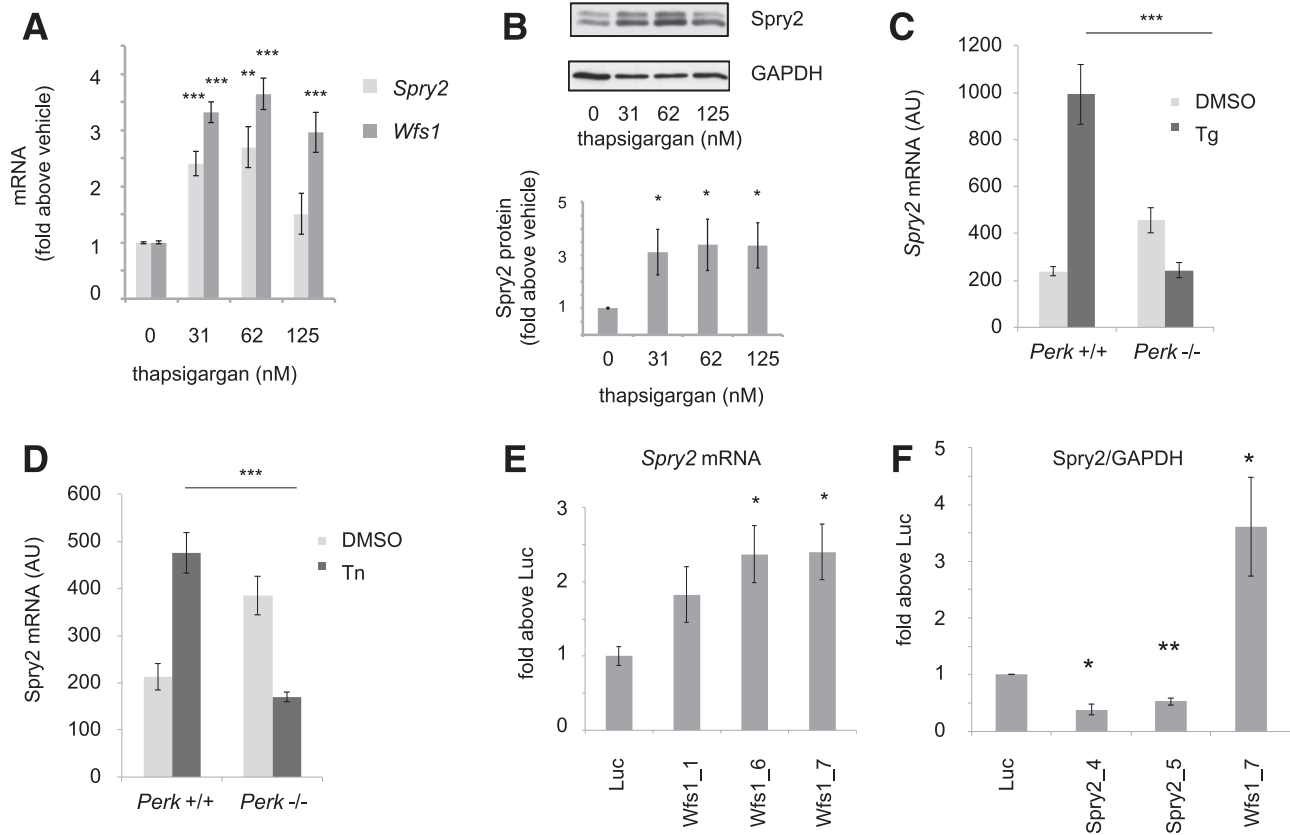 A
mRNA
(fold above vehicle)
4
3
2
1
0
*** *** ** *** ***
Spry2
Wfs1
0 31 62 125
thapsigargan (nM)
B
Spry2
GAPDH
0 31 62 125
thapsigargan (nM)
Spry2 protein
(fold above vehicle)
5
3
1
* * *
0 31 62 125
thapsigargan (nM)
C
***
Spry2 mRNA (AU)
1200
1000
800
600
400
200
0
DMSO
Tg
Perk +/+ Perk -/-
D
***
Spry2 mRNA (AU)
600
500
400
300
200
100
0
DMSO
Tn
Perk +/+ Perk -/-
E
Spry2 mRNA
fold above Luc
3
2
1
0
* *
Luc
Wfs1_1
Wfs1_6
Wfs1_7
F
Spry2/GAPDH
fold above Luc
5
4
3
2
1
0
* ** *
Luc
Spry2_4
Spry2_5
Wfs1_7